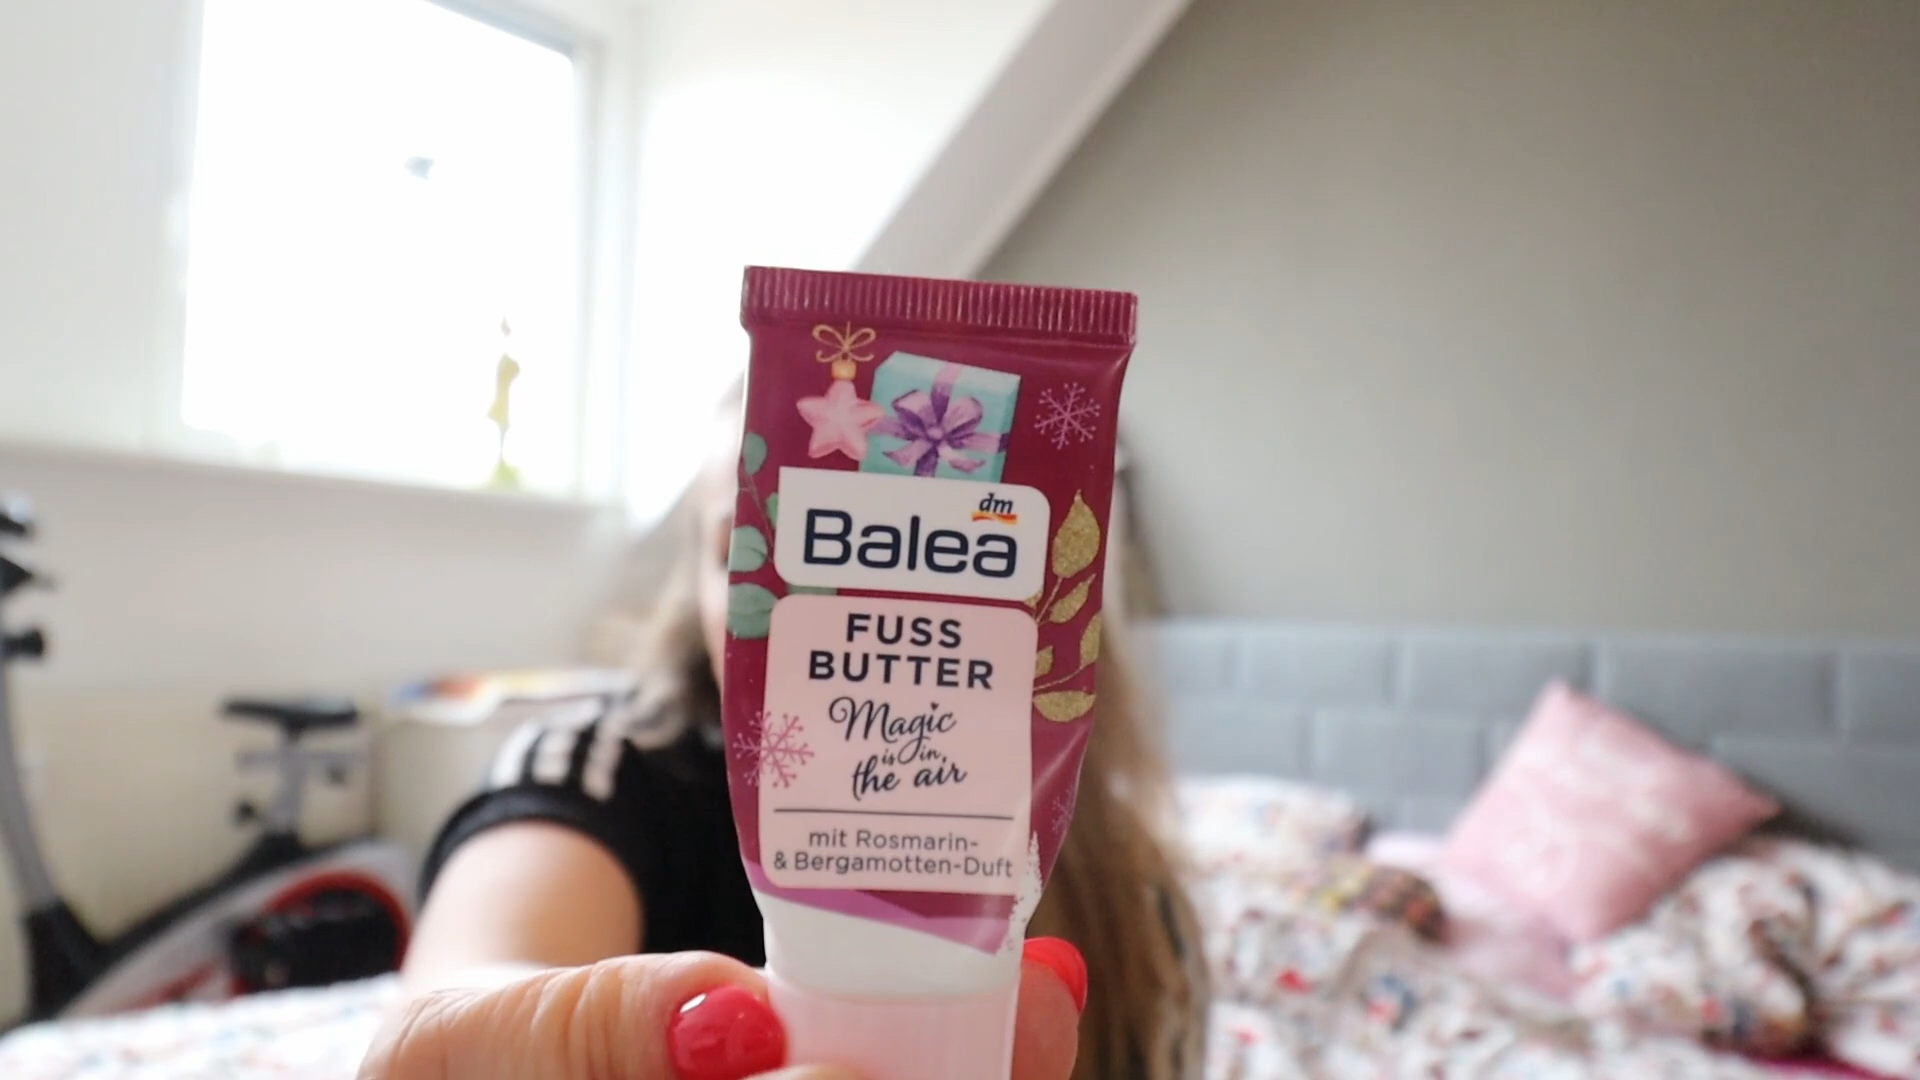 dm
Balea
FUSS
BUTTER
Magic
is in
the air
mit Rosmarin-
& Bergamotten-Duft